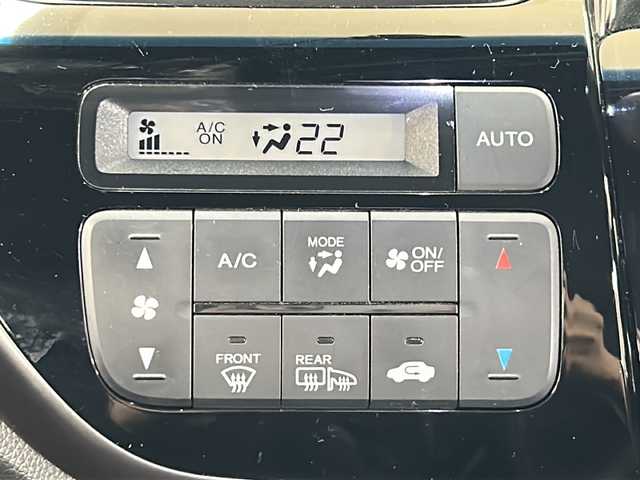 A/C
ON
22
AUTO
A/C
MODE
ON/
OFF
FRONT
REAR